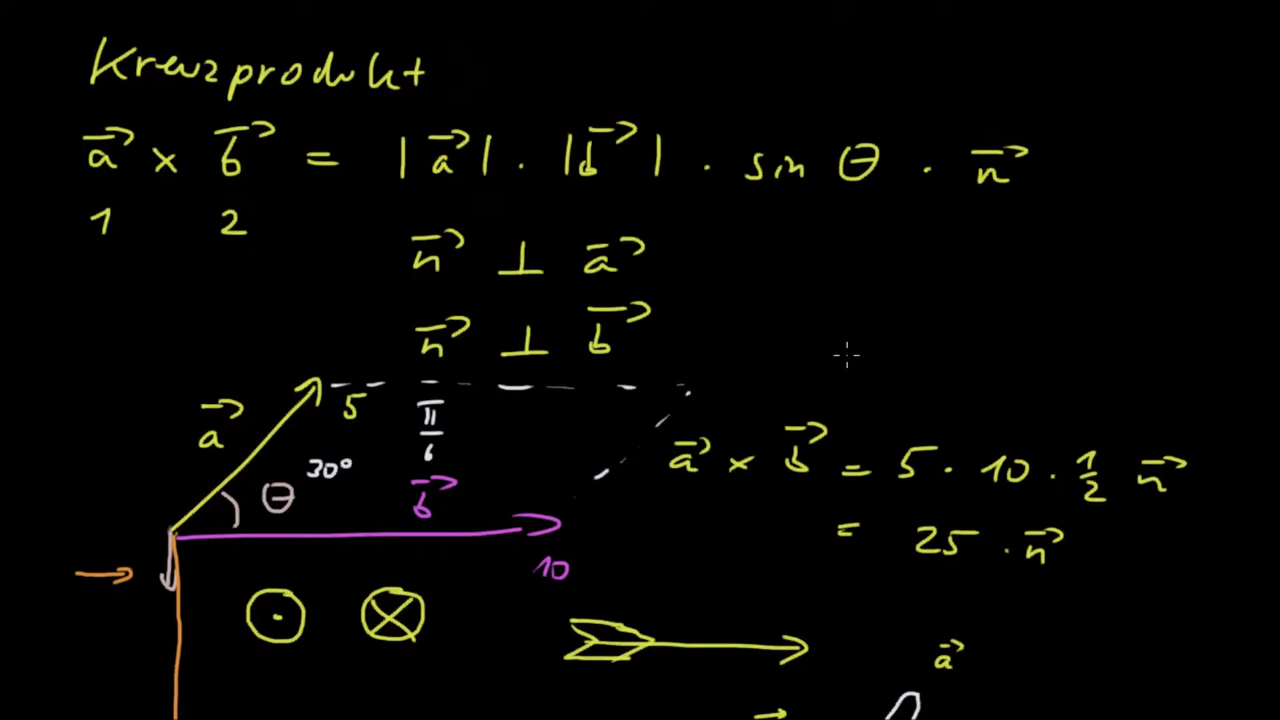 Kreuzprodukt
a⃗ × b⃗ = |a⃗| · |b⃗| · sin θ · n⃗
1 2
n⃗ ⊥ a⃗
n⃗ ⊥ b⃗
a⃗ 5 π/6
θ 30° b⃗
10
a⃗ × b⃗ = 5 · 10 · 1/2 n⃗
= 25 · n⃗
a⃗